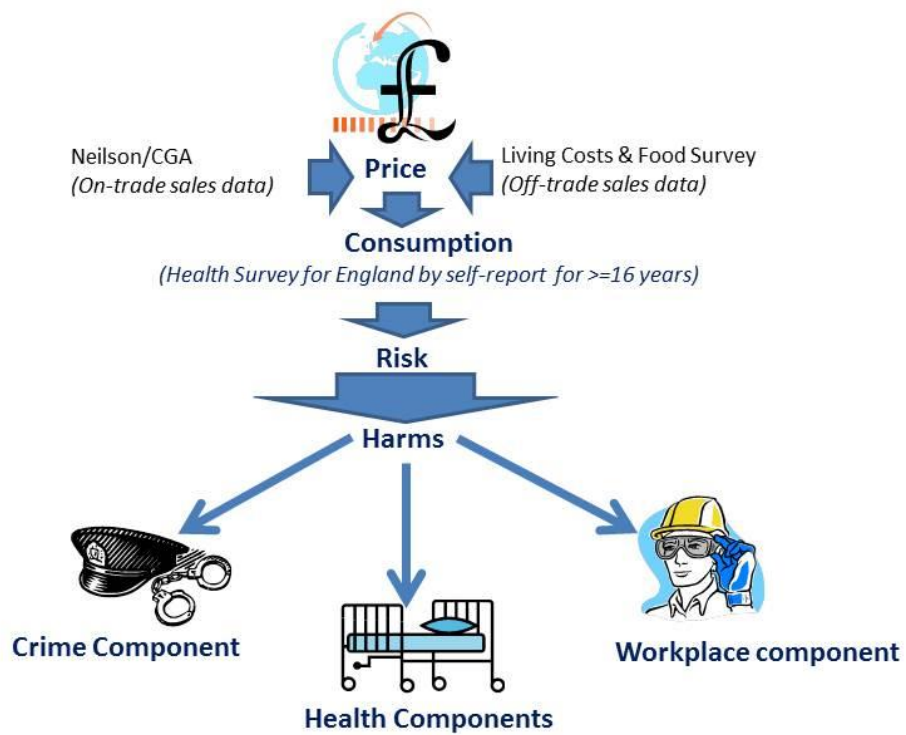 £
Neilson/CGA
(On-trade sales data)
Price
Living Costs & Food Survey
(Off-trade sales data)
Consumption
(Health Survey for England by self-report for >=16 years)
Risk
Harms
Crime Component
Health Components
Workplace component